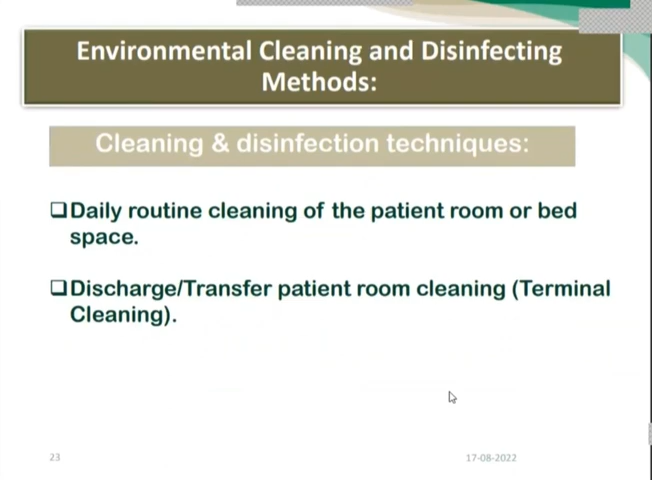 Environmental Cleaning and Disinfecting
Methods:
Cleaning & disinfection techniques:
❑Daily routine cleaning of the patient room or bed
space.
❑Discharge/Transfer patient room cleaning (Terminal
Cleaning).
23
17-08-2022